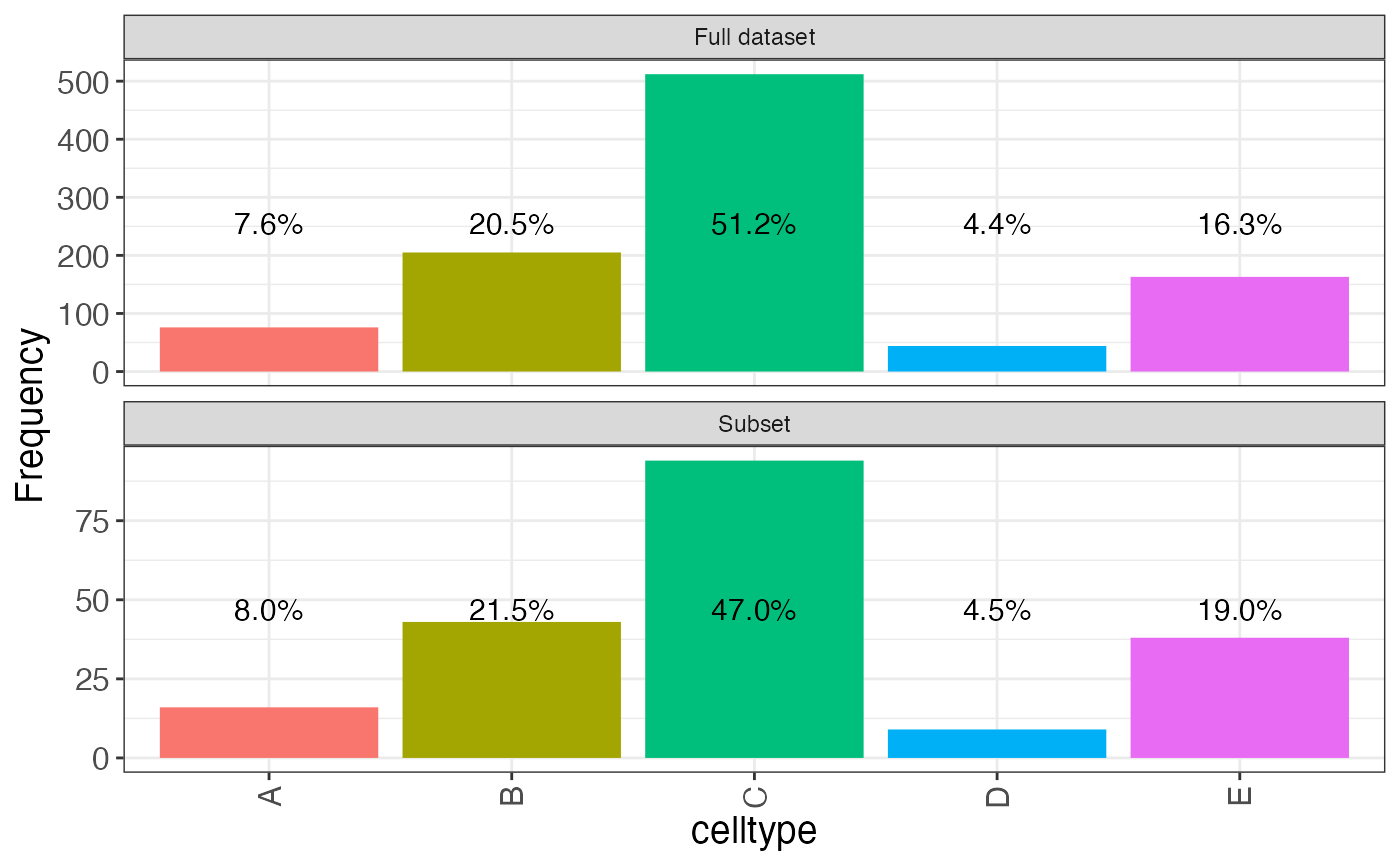 Full dataset
500
400
300
200
100
0
7.6% 20.5% 51.2% 4.4% 16.3%
Frequency
Subset
75
50
25
0
8.0% 21.5% 47.0% 4.5% 19.0%
A B C D E
celltype